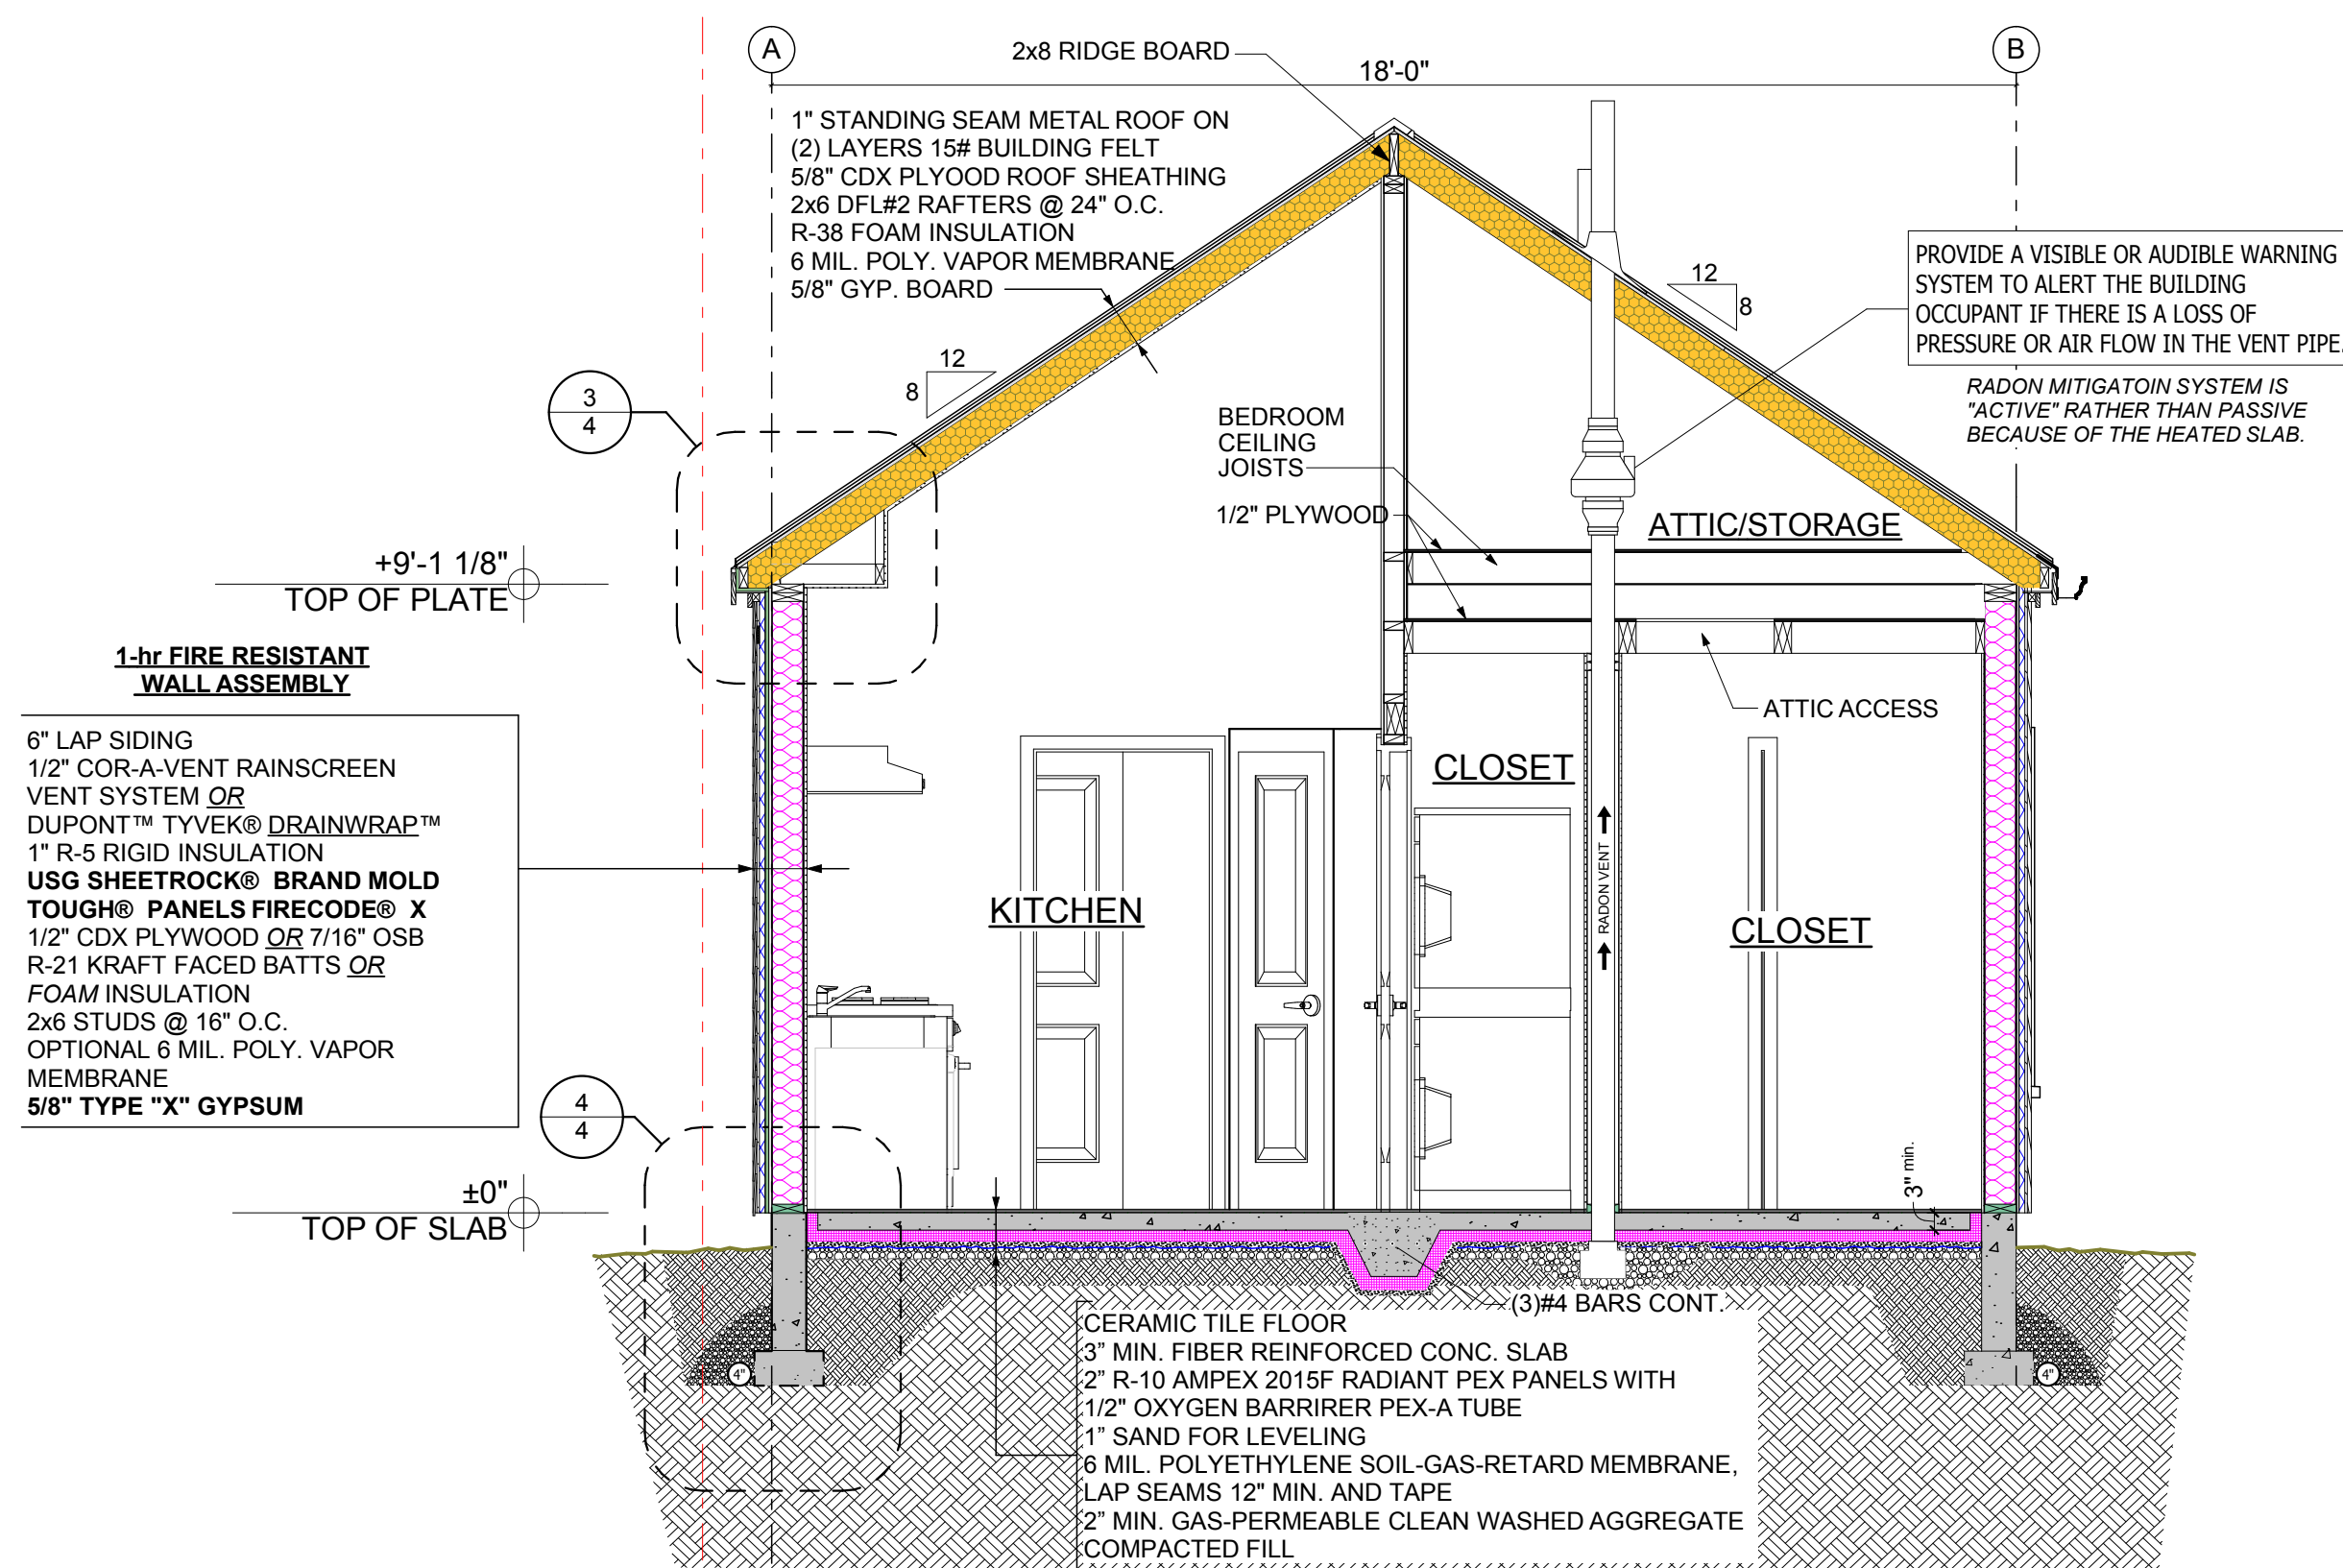 A
B
2x8 RIDGE BOARD
18'-0"
1" STANDING SEAM METAL ROOF ON
(2) LAYERS 15# BUILDING FELT
5/8" CDX PLYOOD ROOF SHEATHING
2x6 DFL#2 RAFTERS @ 24" O.C.
R-38 FOAM INSULATION
6 MIL. POLY. VAPOR MEMBRANE
5/8" GYP. BOARD
12
8
12
8
PROVIDE A VISIBLE OR AUDIBLE WARNING
SYSTEM TO ALERT THE BUILDING
OCCUPANT IF THERE IS A LOSS OF
PRESSURE OR AIR FLOW IN THE VENT PIPE.
RADON MITIGATOIN SYSTEM IS
"ACTIVE" RATHER THAN PASSIVE
BECAUSE OF THE HEATED SLAB.
3
4
BEDROOM
CEILING
JOISTS
1/2" PLYWOOD
ATTIC/STORAGE
+9'-1 1/8"
TOP OF PLATE
1-hr FIRE RESISTANT
WALL ASSEMBLY
6" LAP SIDING
1/2" COR-A-VENT RAINSCREEN
VENT SYSTEM OR
DUPONT™ TYVEK® DRAINWRAP™
1" R-5 RIGID INSULATION
USG SHEETROCK® BRAND MOLD
TOUGH® PANELS FIRECODE® X
1/2" CDX PLYWOOD OR 7/16" OSB
R-21 KRAFT FACED BATTS OR
FOAM INSULATION
2x6 STUDS @ 16" O.C.
OPTIONAL 6 MIL. POLY. VAPOR
MEMBRANE
5/8" TYPE "X" GYPSUM
ATTIC ACCESS
CLOSET
KITCHEN
RADON VENT
CLOSET
4
4
±0"
TOP OF SLAB
3" min.
4"
4"
(3)#4 BARS CONT.
CERAMIC TILE FLOOR
3” MIN. FIBER REINFORCED CONC. SLAB
2” R-10 AMPEX 2015F RADIANT PEX PANELS WITH
1/2" OXYGEN BARRIRER PEX-A TUBE
1” SAND FOR LEVELING
6 MIL. POLYETHYLENE SOIL-GAS-RETARD MEMBRANE,
LAP SEAMS 12" MIN. AND TAPE
2” MIN. GAS-PERMEABLE CLEAN WASHED AGGREGATE
COMPACTED FILL